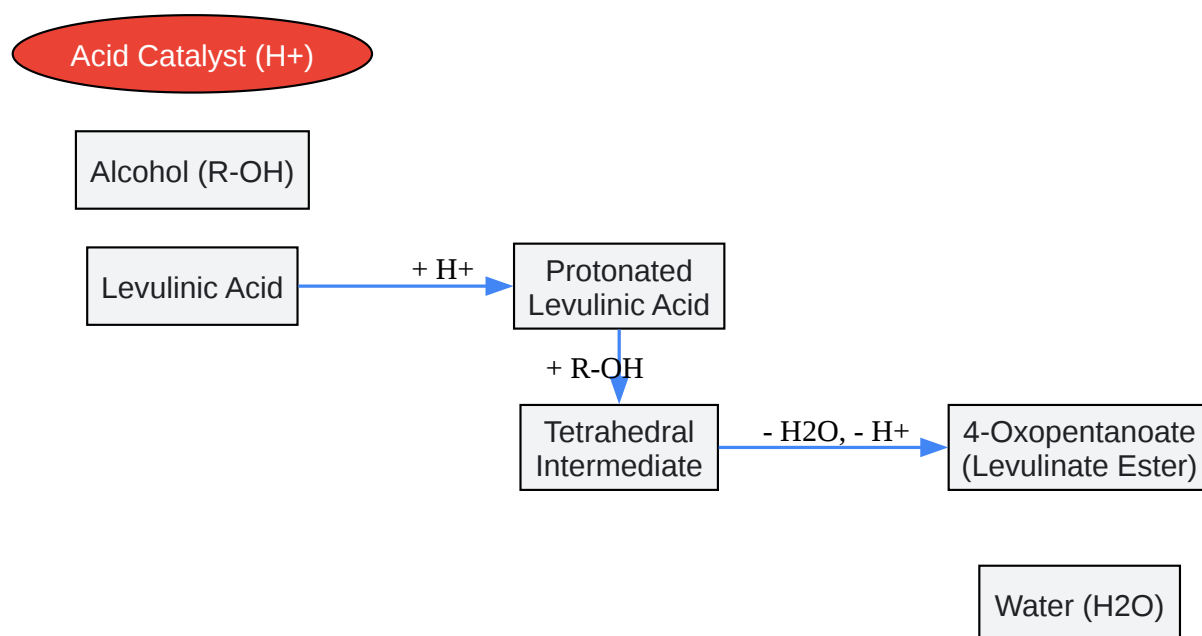 Acid Catalyst (H+)
Alcohol (R-OH)
Levulinic Acid
+ H+
Protonated
Levulinic Acid
+ R-OH
Tetrahedral
Intermediate
- H2O, - H+
4-Oxopentanoate
(Levulinate Ester)
Water (H2O)